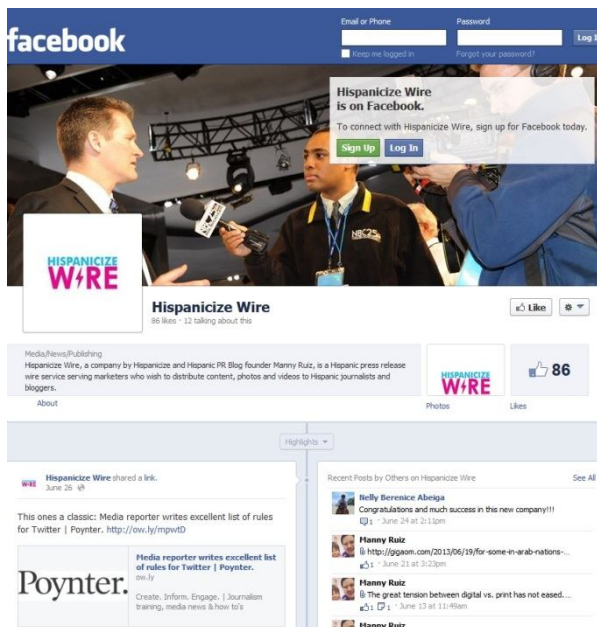 facebook
Email or Phone
Password
Keep me logged in
Forgot your password?
Hispanicize Wire
is on Facebook.
To connect with Hispanicize Wire, sign up for Facebook today.
Sign Up
Log In
NBC25
HISPANICIZE
WIRE
Hispanicize Wire
86 likes · 12 talking about this
Like
Media/News/Publishing
Hispanicize Wire, a company by Hispanicize and Hispanic PR Blog founder Manny Ruiz, is a Hispanic press release
wire service serving marketers who wish to distribute content, photos and videos to Hispanic journalists and
bloggers.
About
HISPANICIZE
WIRE
Photos
86
Likes
Highlights
Hispanicize Wire shared a link.
June 26
This ones a classic: Media reporter writes excellent list of rules
for Twitter | Poynter. http://ow.ly/mpwtD
Poynter.
Media reporter writes excellent list
of rules for Twitter | Poynter.
ow.ly
Create. Inform. Engage. | Journalism
training, media news & how to's
Recent Posts by Others on Hispanicize Wire
See All
Nelly Berenice Abeiga
Congratulations and much success in this new company!!!
1 · June 24 at 2:11pm
Manny Ruiz
http://gigaom.com/2013/06/19/for-some-in-arab-nations-...
1 · June 21 at 3:23pm
Manny Ruiz
The great tension between digital vs. print has not eased....
1 1 · June 13 at 11:49am
Manny Ruiz